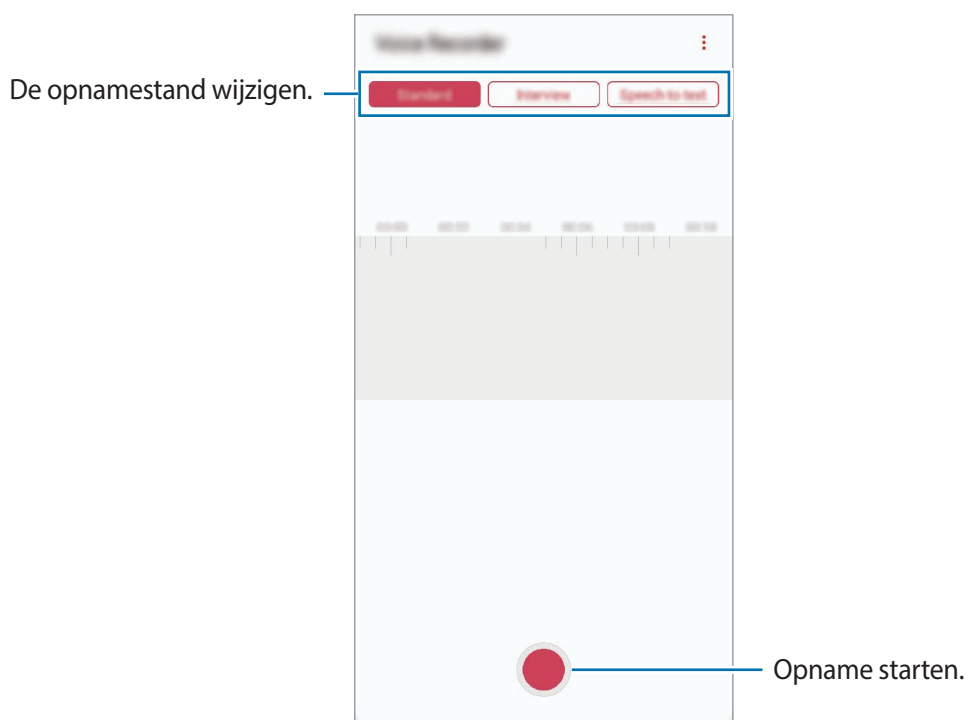 Voice Recorder
De opnamestand wijzigen.
Standard Interview Speech to text
Opname starten.